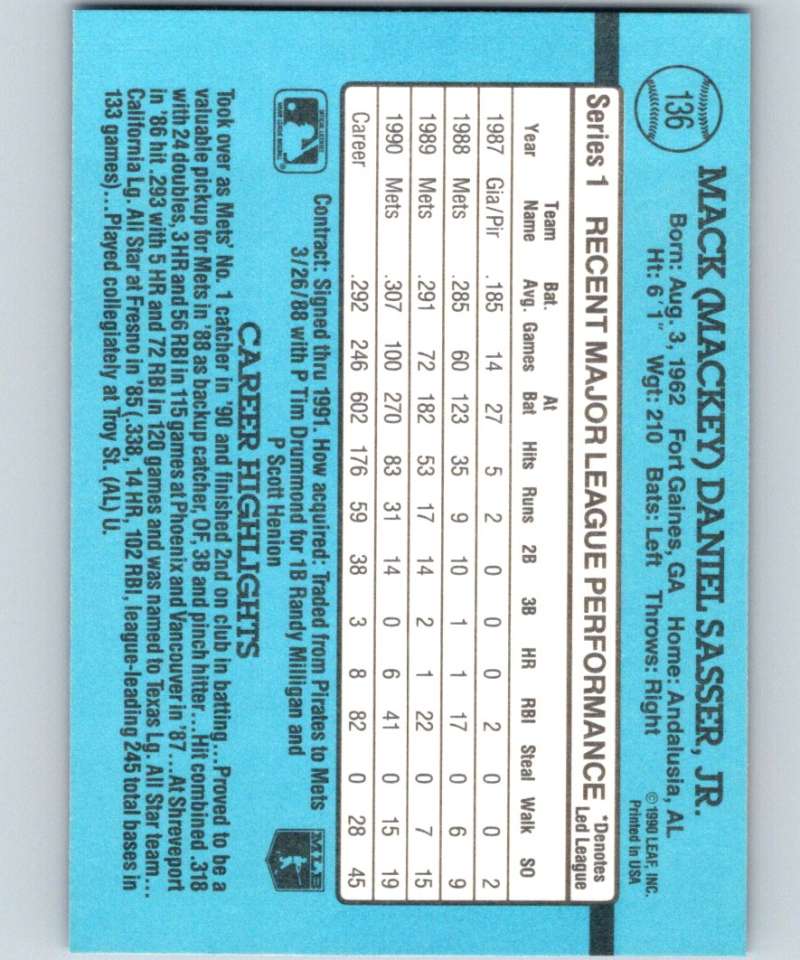 136
MACK (MACKEY) DANIEL SASSER, JR.
Born: Aug. 3, 1962 Fort Gaines, GA Home: Andalusia, AL
Ht: 6'1" Wgt: 210 Bats: Left Throws: Right
©1990 LEAF, INC.
Printed in USA
Series 1 RECENT MAJOR LEAGUE PERFORMANCE
*Denotes
Led League
Year Team Name Bat. Avg. Games At Bat Hits Runs 2B 3B HR RBI Steal Walk SO
1987 Gia/Pir .185 14 27 5 2 0 0 0 2 0 0 2
1988 Mets .285 60 123 35 9 10 1 1 17 0 6 9
1989 Mets .291 72 182 53 17 14 2 1 22 0 7 15
1990 Mets .307 100 270 83 31 14 0 6 41 0 15 19
Career .292 246 602 176 59 38 3 8 82 0 28 45
Contract: Signed thru 1991. How acquired: Traded from Pirates to Mets
3/26/88 with P Tim Drummond for 1B Randy Milligan and
P Scott Henion
MLB
CAREER HIGHLIGHTS
Took over as Mets' No. 1 catcher in '90 and finished 2nd on club in batting...Proved to be a
valuable pickup for Mets in '88 as backup catcher, OF, 3B and pinch hitter...Hit combined .318
with 24 doubles, 3 HR and 56 RBI in 115 games at Phoenix and Vancouver in '87...At Shreveport
in '86 hit .293 with 5 HR and 72 RBI in 120 games and was named to Texas Lg. All Star team...
California Lg. All Star at Fresno in '85 (.338, 14 HR, 102 RBI, league-leading 245 total bases in
133 games)...Played collegiately at Troy St. (AL) U.